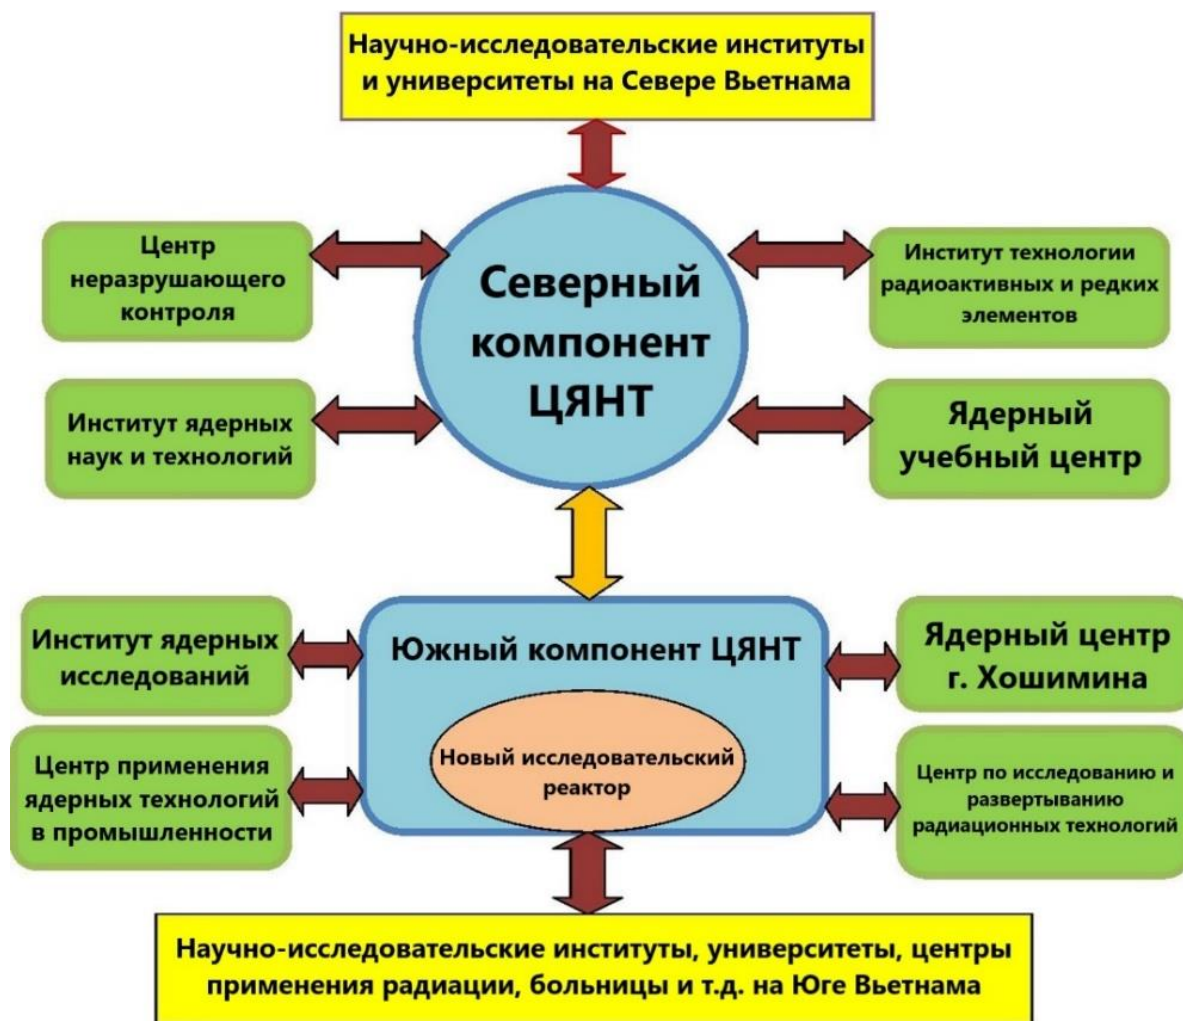 Научно-исследовательские институты
и университеты на Севере Вьетнама
Центр
неразрушающего
контроля
Северный
компонент
ЦЯНТ
Институт технологии
радиоактивных и редких
элементов
Институт ядерных
наук и технологий
Ядерный
учебный центр
Институт ядерных
исследований
Южный компонент ЦЯНТ
Ядерный центр
г. Хошимина
Новый исследовательский
реактор
Центр применения
ядерных технологий
в промышленности
Центр по исследованию и
развертыванию
радиационных технологий
Научно-исследовательские институты, университеты, центры
применения радиации, больницы и т.д. на Юге Вьетнама